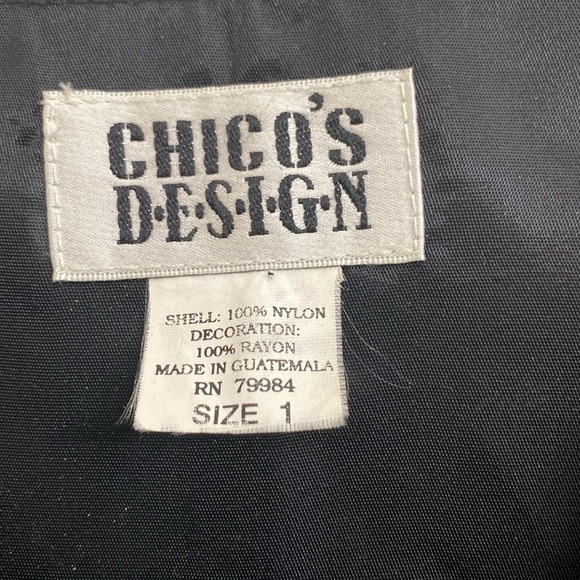 CHICO'S
D•E•S•I•G•N
SHELL: 100% NYLON
DECORATION:
100% RAYON
MADE IN GUATEMALA
RN 79984
SIZE 1